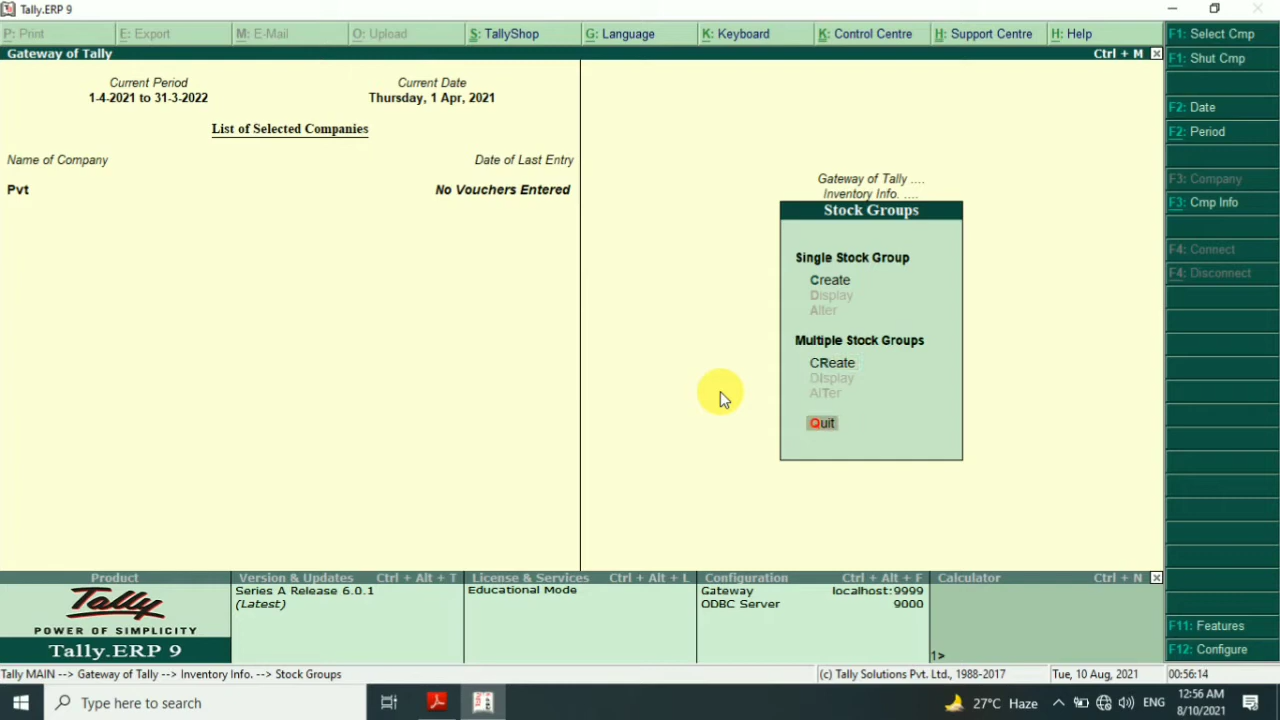 Tally.ERP 9
P: Print E: Export M: E-Mail O: Upload S: TallyShop G: Language K: Keyboard K: Control Centre H: Support Centre H: Help
Gateway of Tally Ctrl + M
Current Period Current Date
1-4-2021 to 31-3-2022 Thursday, 1 Apr, 2021
List of Selected Companies
Name of Company Date of Last Entry
Pvt No Vouchers Entered
Gateway of Tally ....
Inventory Info. ....
Stock Groups
Single Stock Group
Create
Display
Alter
Multiple Stock Groups
CReate
DIsplay
AlTer
Quit
F1: Select Cmp
F1: Shut Cmp
F2: Date
F2: Period
F3: Company
F3: Cmp Info
F4: Connect
F4: Disconnect
F11: Features
F12: Configure
Product
Tally
POWER OF SIMPLICITY
Tally.ERP 9
Version & Updates Ctrl + Alt + T
Series A Release 6.0.1
(Latest)
License & Services Ctrl + Alt + L
Educational Mode
Configuration Ctrl + Alt + F
Gateway localhost:9999
ODBC Server 9000
Calculator Ctrl + N
1>
Tally MAIN --> Gateway of Tally --> Inventory Info. --> Stock Groups (c) Tally Solutions Pvt. Ltd., 1988-2017 Tue, 10 Aug, 2021 00:56:14
Type here to search 27°C Haze ENG 12:56 AM
8/10/2021